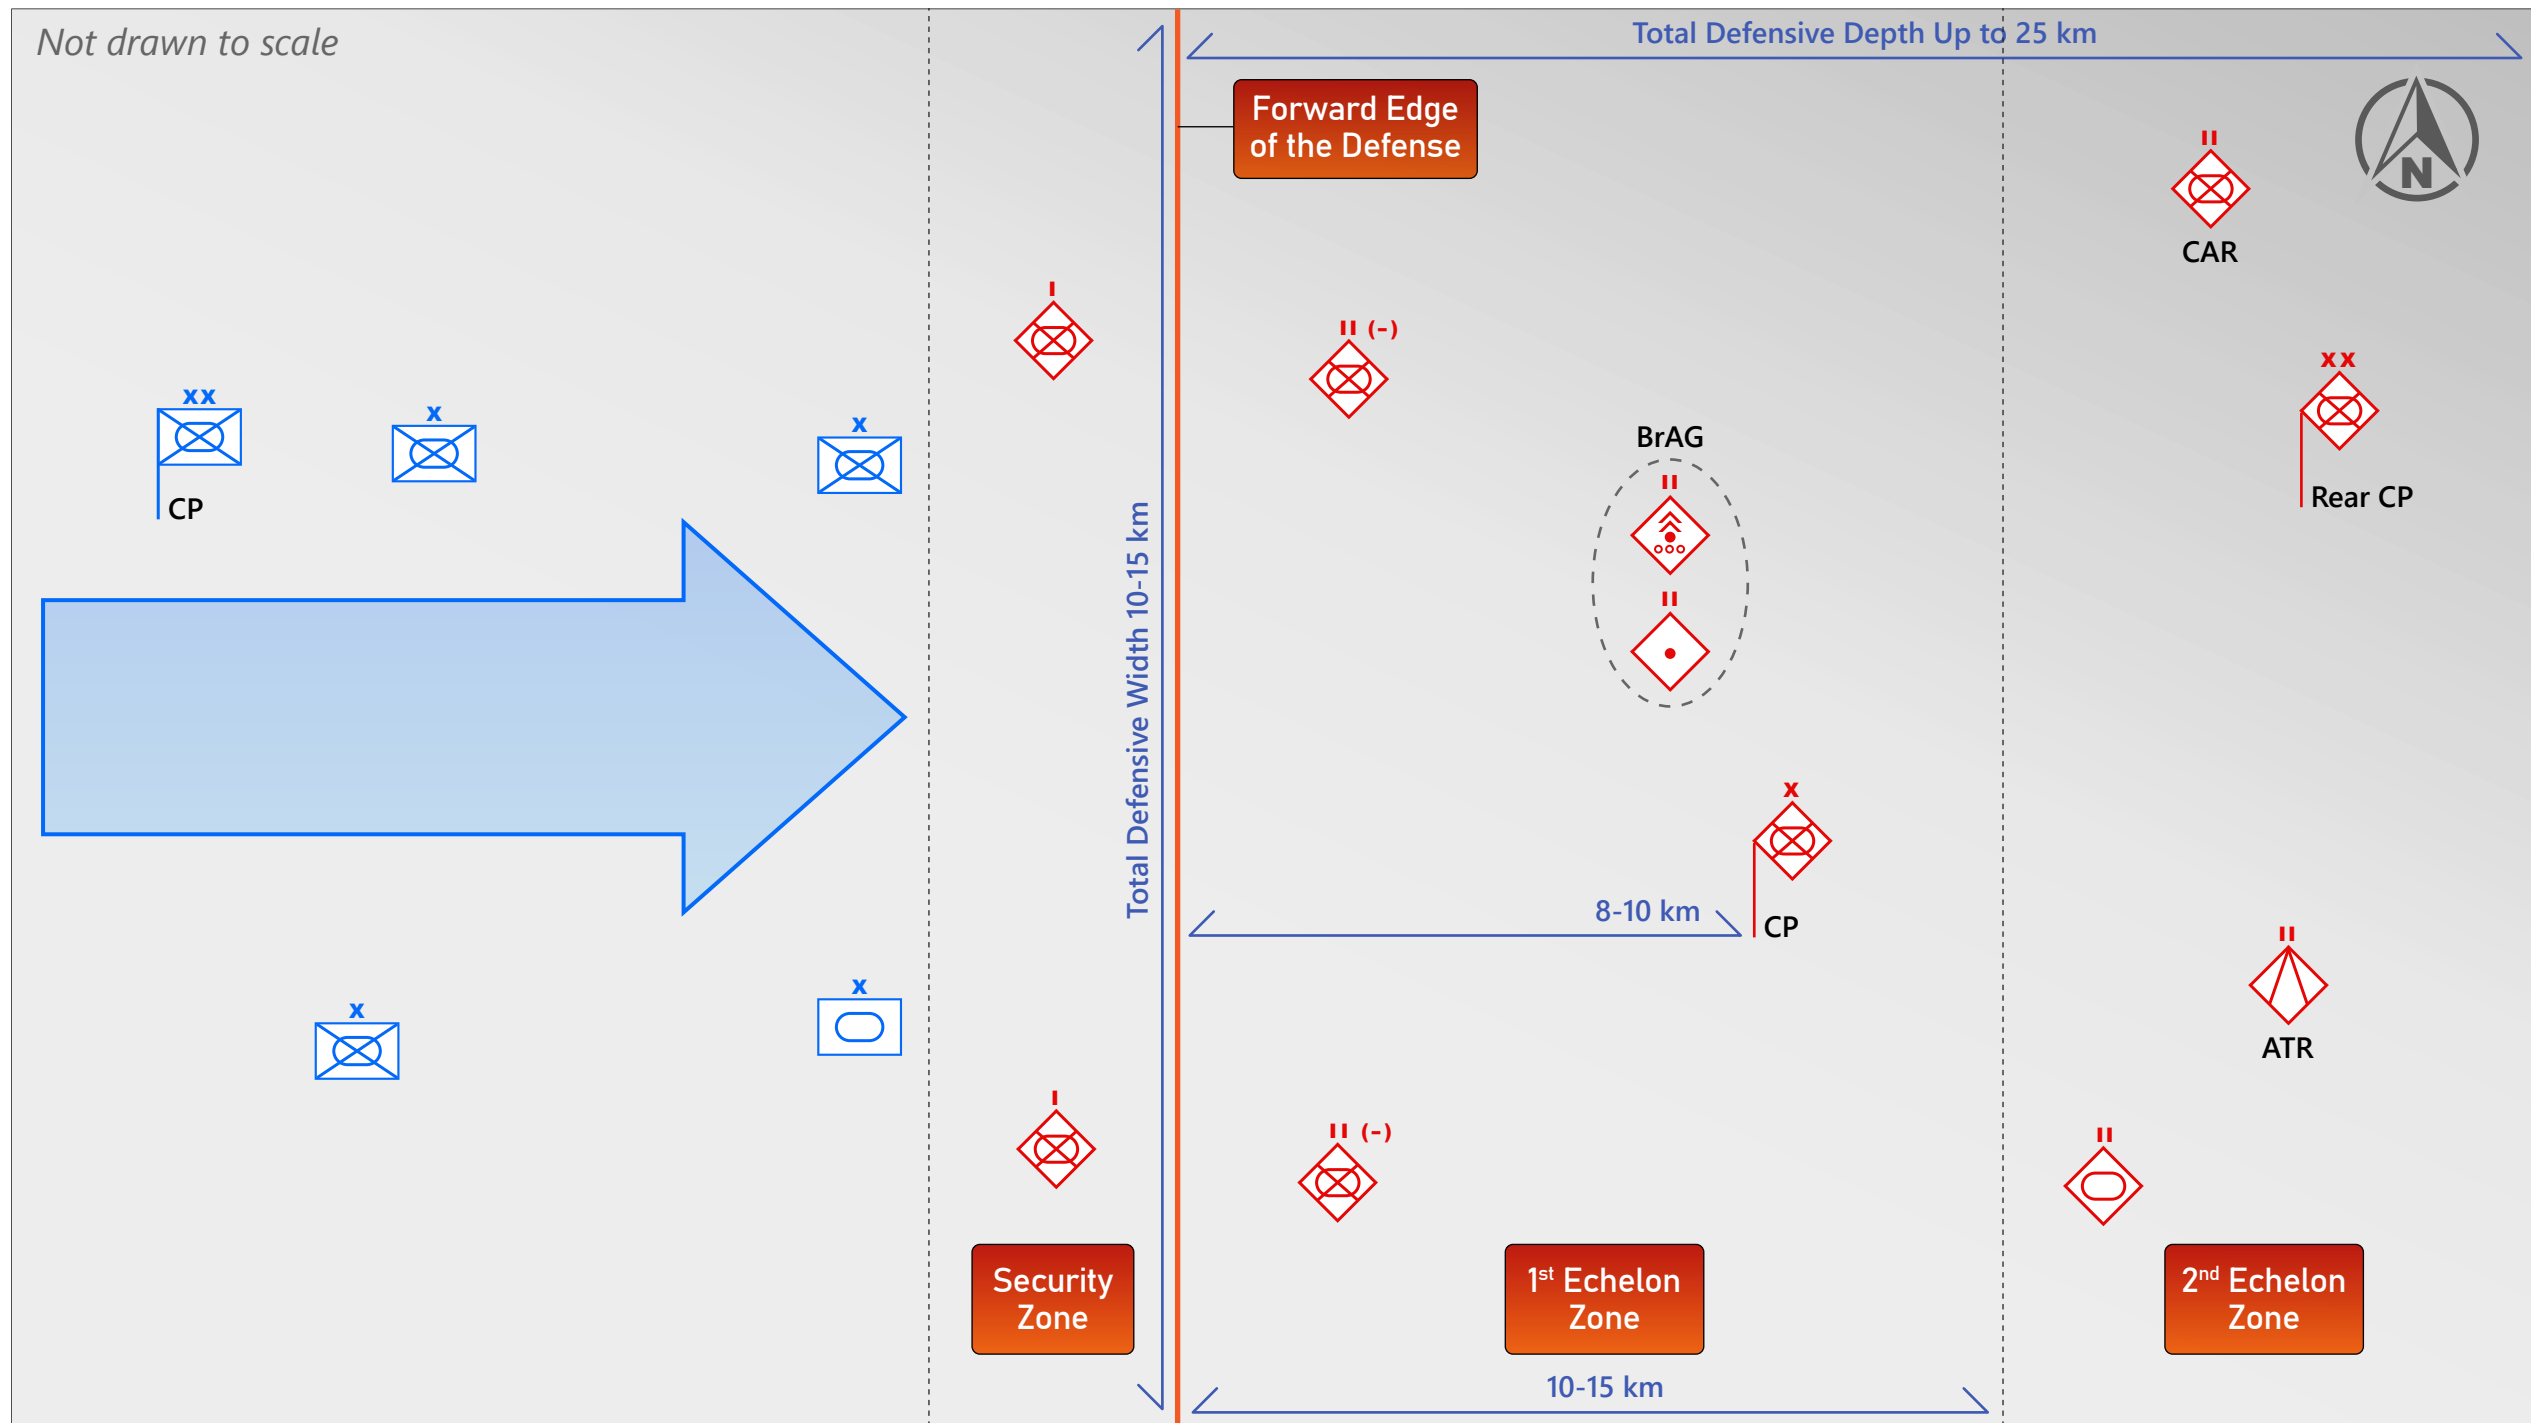 Not drawn to scale
Total Defensive Depth Up to 25 km
Forward Edge
of the Defense
N
II
CAR
I
II (-)
xx
Rear CP
xx
CP
x
x
BrAG
II
II
Total Defensive Width 10-15 km
x
CP
8-10 km
II
ATR
x
x
I
II (-)
II
Security
Zone
1st Echelon
Zone
2nd Echelon
Zone
10-15 km